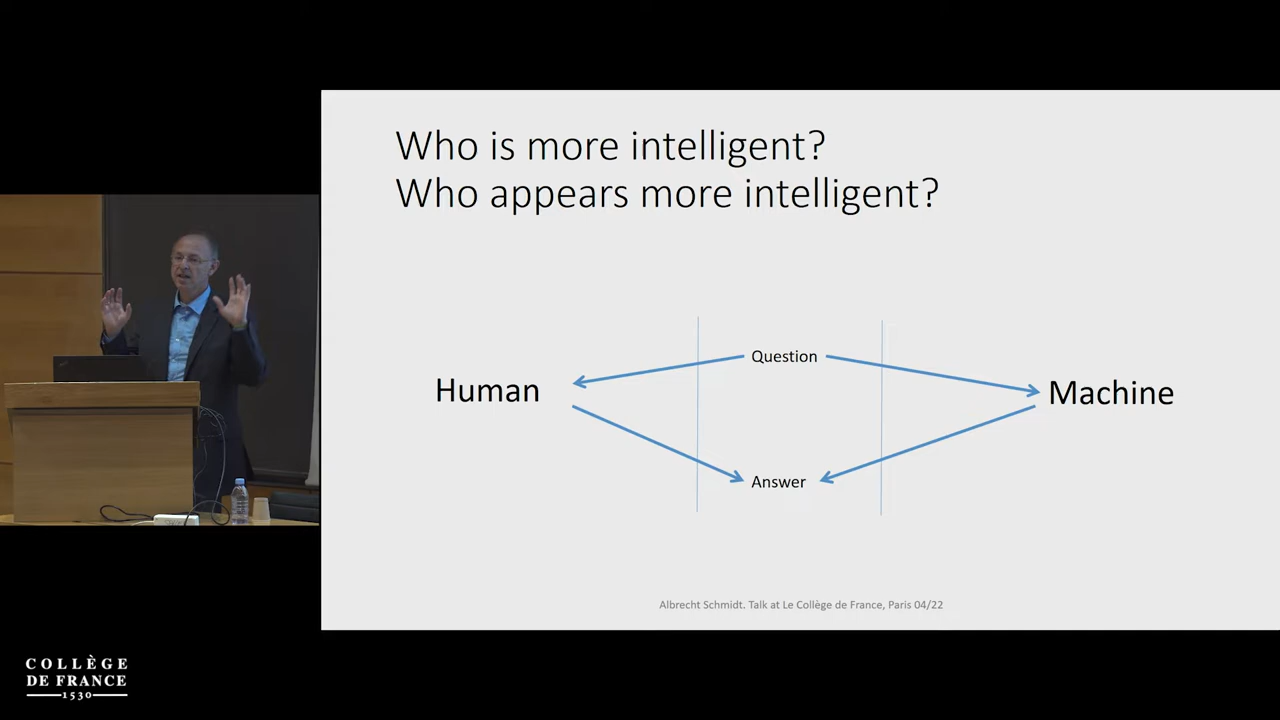 Who is more intelligent?
Who appears more intelligent?
Question
Human
Machine
Answer
Albrecht Schmidt. Talk at Le Collège de France, Paris 04/22
COLLÈGE
DE FRANCE
1530